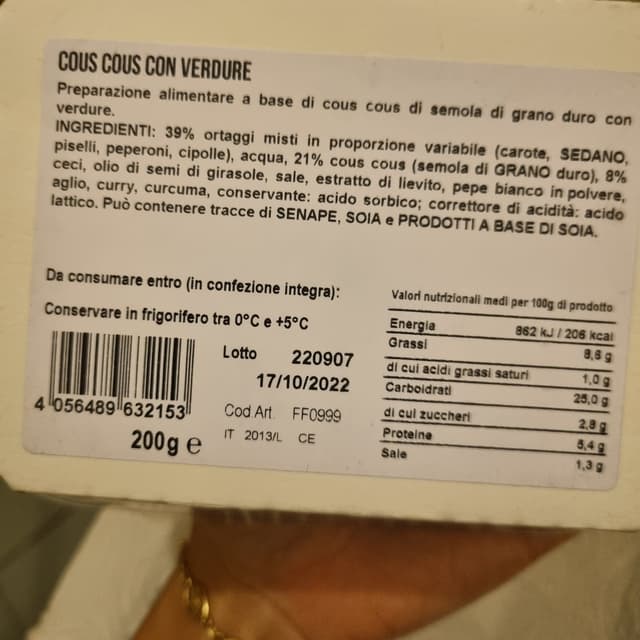 COUS COUS CON VERDURE
Preparazione alimentare a base di cous cous di semola di grano duro con
verdure.
INGREDIENTI: 39% ortaggi misti in proporzione variabile (carote, SEDANO,
piselli, peperoni, cipolle), acqua, 21% cous cous (semola di GRANO duro), 8%
ceci, olio di semi di girasole, sale, estratto di lievito, pepe bianco in polvere,
aglio, curry, curcuma, conservante: acido sorbico; correttore di acidità: acido
lattico. Può contenere tracce di SENAPE, SOIA e PRODOTTI A BASE DI SOIA.
Da consumare entro (in confezione integra):
Conservare in frigorifero tra 0°C e +5°C
Lotto 220907
17/10/2022
4 056489 632153
Cod.Art. FF0999
200g e
IT 2013/L CE
Valori nutrizionali medi per 100g di prodotto
Energia 862 kJ / 206 kcal
Grassi 8,6 g
di cui acidi grassi saturi 1,0 g
Carboidrati 25,0 g
di cui zuccheri 2,8 g
Proteine 5,4 g
Sale 1,3 g